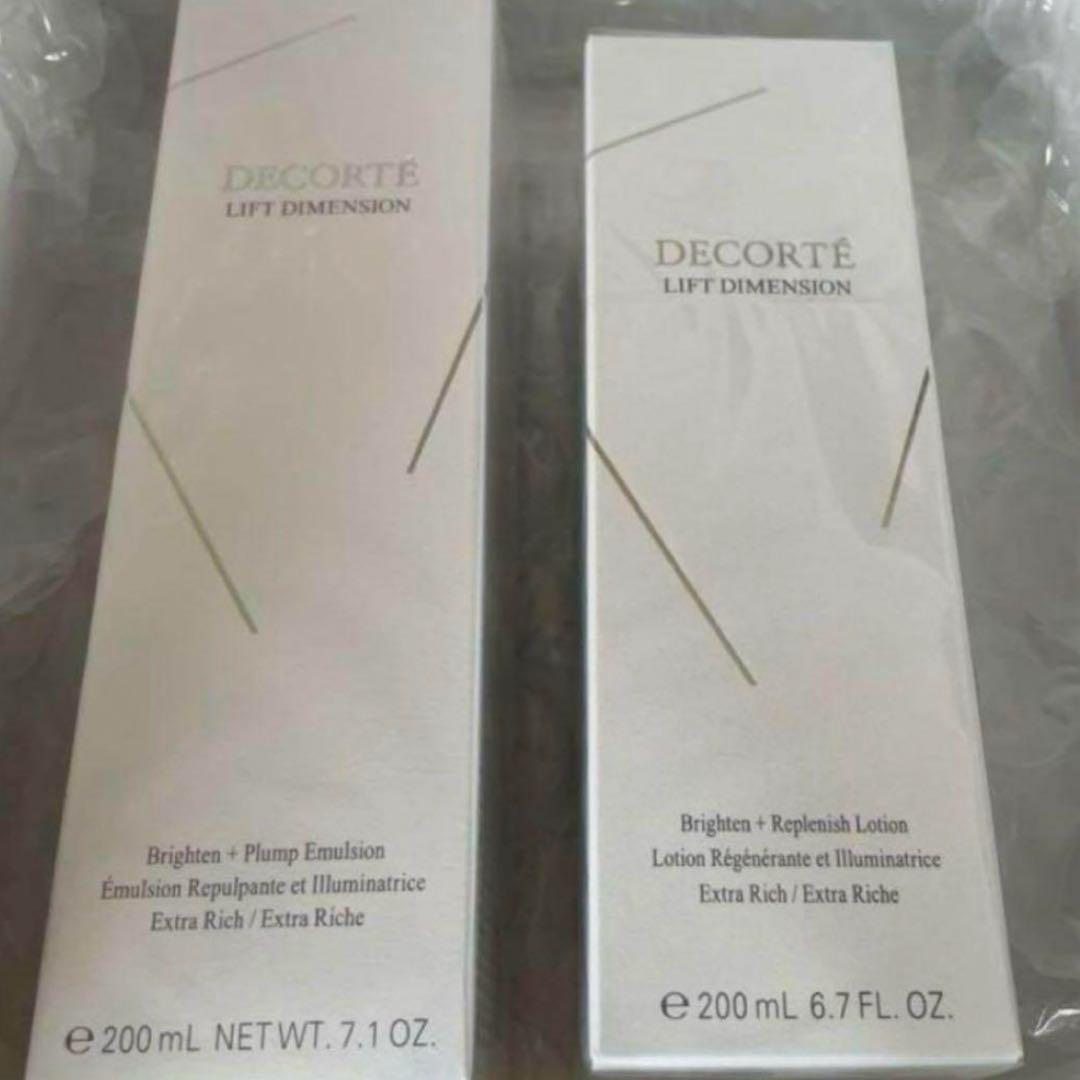 DECORTÉ
LIFT DIMENSION
Brighten + Plump Emulsion
Émulsion Repulpante et Illuminatrice
Extra Rich / Extra Riche
℮ 200 mL NET WT. 7.1 OZ.
DECORTÉ
LIFT DIMENSION
Brighten + Replenish Lotion
Lotion Régénérante et Illuminatrice
Extra Rich / Extra Riche
℮ 200 mL 6.7 FL. OZ.